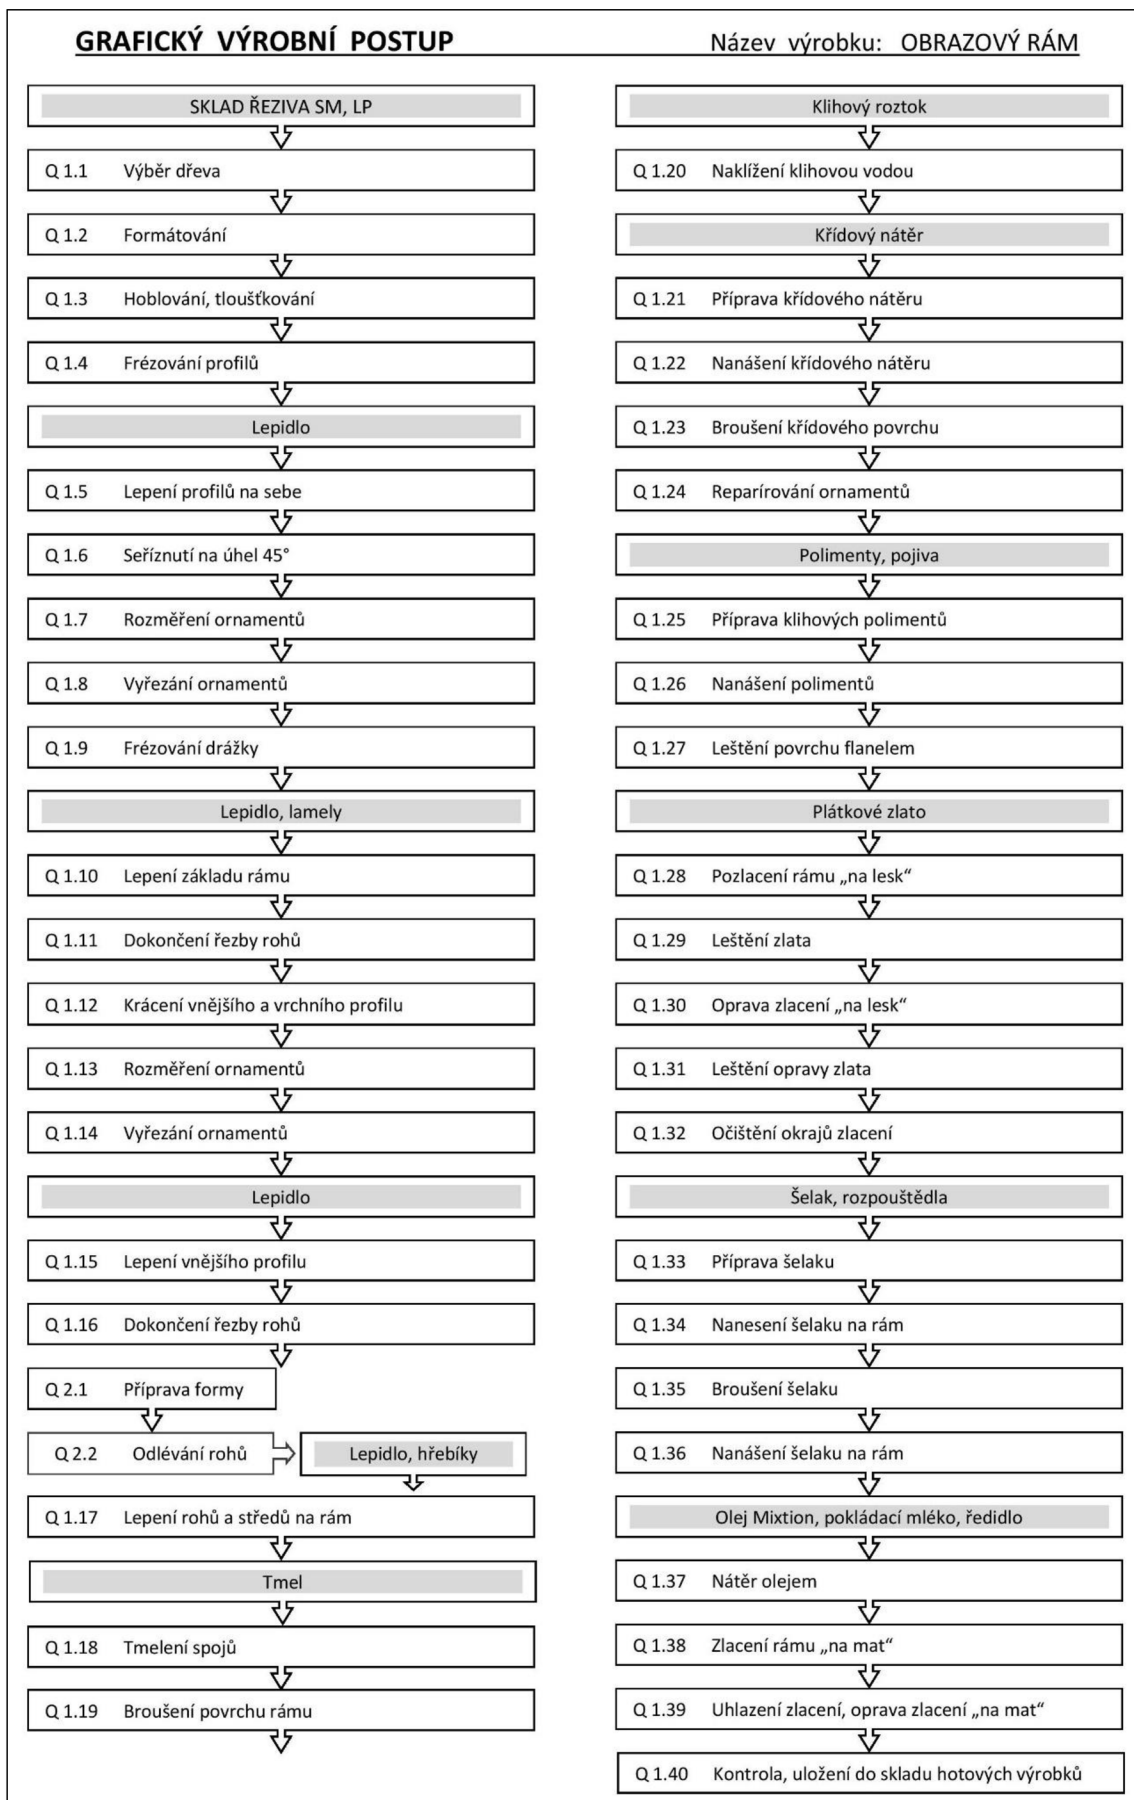 GRAFICKÝ VÝROBNÍ POSTUP
Název výrobku: OBRAZOVÝ RÁM
SKLAD ŘEZIVA SM, LP
Q 1.1 Výběr dřeva
Q 1.2 Formátování
Q 1.3 Hoblování, tloušťkování
Q 1.4 Frézování profilů
Lepidlo
Q 1.5 Lepení profilů na sebe
Q 1.6 Seříznutí na úhel 45°
Q 1.7 Rozměření ornamentů
Q 1.8 Vyřezání ornamentů
Q 1.9 Frézování drážky
Lepidlo, lamely
Q 1.10 Lepení základu rámu
Q 1.11 Dokončení řezby rohů
Q 1.12 Krácení vnějšího a vrchního profilu
Q 1.13 Rozměření ornamentů
Q 1.14 Vyřezání ornamentů
Lepidlo
Q 1.15 Lepení vnějšího profilu
Q 1.16 Dokončení řezby rohů
Q 2.1 Příprava formy
Q 2.2 Odlévání rohů
Lepidlo, hřebíky
Q 1.17 Lepení rohů a středů na rám
Tmel
Q 1.18 Tmelení spojů
Q 1.19 Broušení povrchu rámu
Klihový roztok
Q 1.20 Naklížení klihovou vodou
Křídový nátěr
Q 1.21 Příprava křídového nátěru
Q 1.22 Nanášení křídového nátěru
Q 1.23 Broušení křídového povrchu
Q 1.24 Reparírování ornamentů
Polimenty, pojiva
Q 1.25 Příprava klihových polimentů
Q 1.26 Nanášení polimentů
Q 1.27 Leštění povrchu flanelem
Plátkové zlato
Q 1.28 Pozlacení rámu „na lesk“
Q 1.29 Leštění zlata
Q 1.30 Oprava zlacení „na lesk“
Q 1.31 Leštění opravy zlata
Q 1.32 Očištění okrajů zlacení
Šelak, rozpouštědla
Q 1.33 Příprava šelaku
Q 1.34 Nanesení šelaku na rám
Q 1.35 Broušení šelaku
Q 1.36 Nanášení šelaku na rám
Olej Mixtion, pokládací mléko, ředidlo
Q 1.37 Nátěr olejem
Q 1.38 Zlacení rámu „na mat“
Q 1.39 Uhlazení zlacení, oprava zlacení „na mat“
Q 1.40 Kontrola, uložení do skladu hotových výrobků